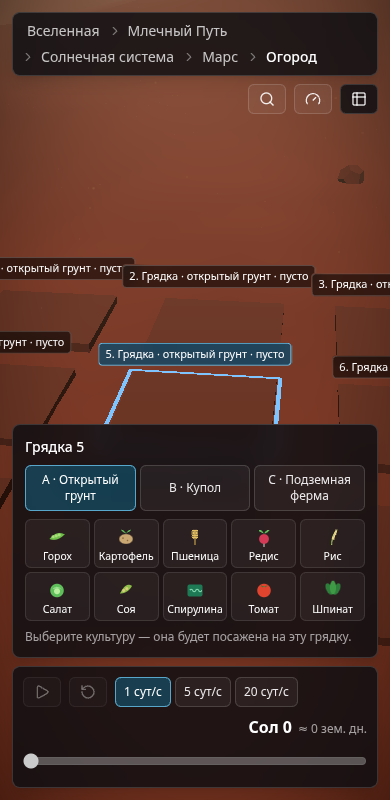 Вселенная > Млечный Путь
> Солнечная система > Марс > Огород
· открытый грунт · пусто
2. Грядка · открытый грунт · пусто
3. Грядка · от
грунт · пусто
5. Грядка · открытый грунт · пусто
6. Грядка
Грядка 5
A · Открытый грунт
B · Купол
C · Подземная ферма
Горох
Картофель
Пшеница
Редис
Рис
Салат
Соя
Спирулина
Томат
Шпинат
Выберите культуру — она будет посажена на эту грядку.
1 сут/с
5 сут/с
20 сут/с
Сол 0 ≈ 0 зем. дн.